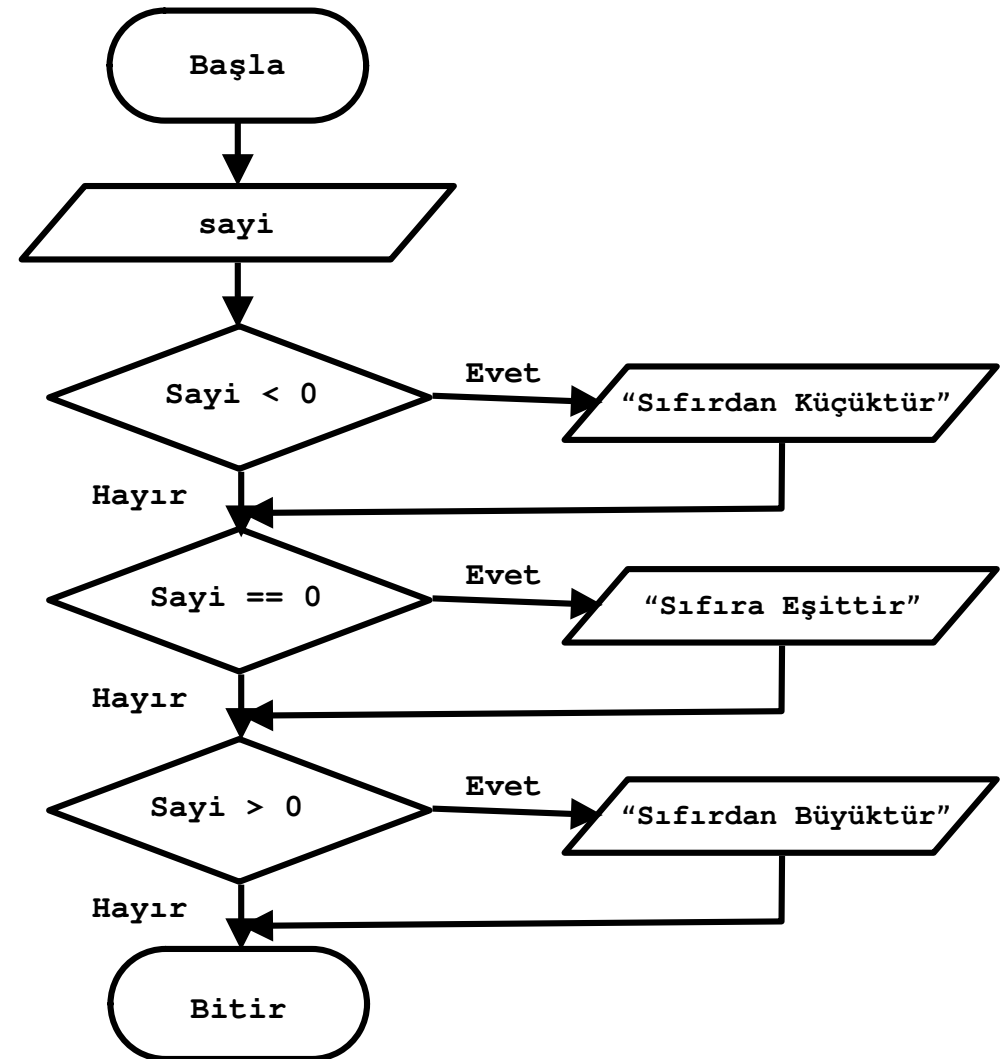 Başla
sayi
Sayi < 0
Evet
“Sıfırdan Küçüktür”
Hayır
Sayi == 0
Evet
“Sıfıra Eşittir”
Hayır
Sayi > 0
Evet
“Sıfırdan Büyüktür”
Hayır
Bitir